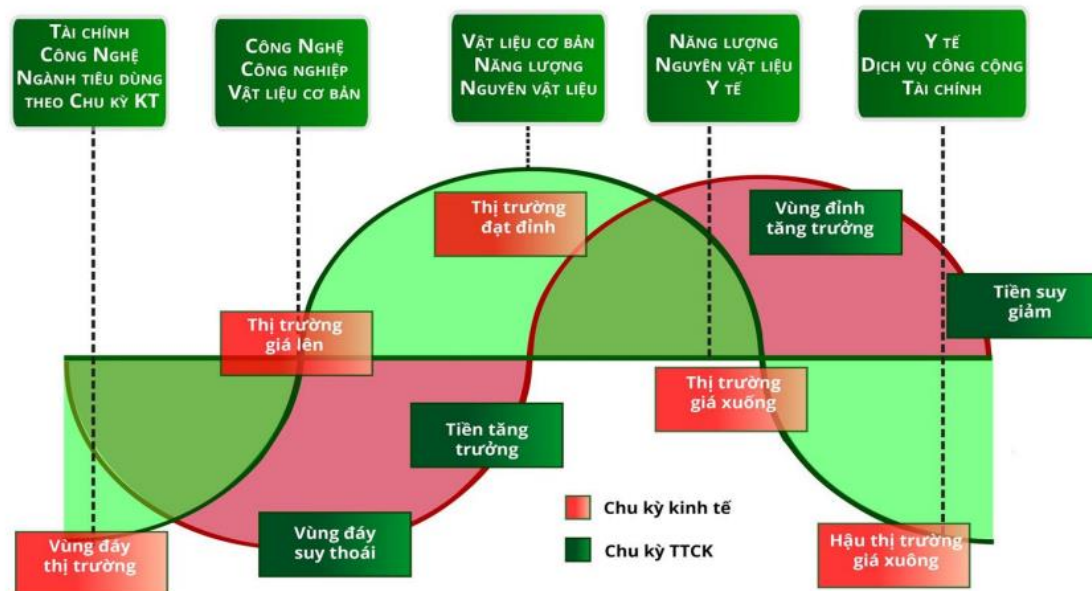 Tài chính
Công Nghệ
Ngành tiêu dùng
theo Chu kỳ KT
Công Nghệ
Công nghiệp
Vật liệu cơ bản
Vật liệu cơ bản
Năng lượng
Nguyên vật liệu
Năng lượng
Nguyên vật liệu
Y tế
Y tế
Dịch vụ công cộng
Tài chính
Thị trường
đạt đỉnh
Vùng đỉnh
tăng trưởng
Tiền suy
giảm
Thị trường
giá lên
Thị trường
giá xuống
Tiền tăng
trưởng
Vùng đáy
thị trường
Vùng đáy
suy thoái
Chu kỳ kinh tế
Chu kỳ TTCK
Hậu thị trường
giá xuông